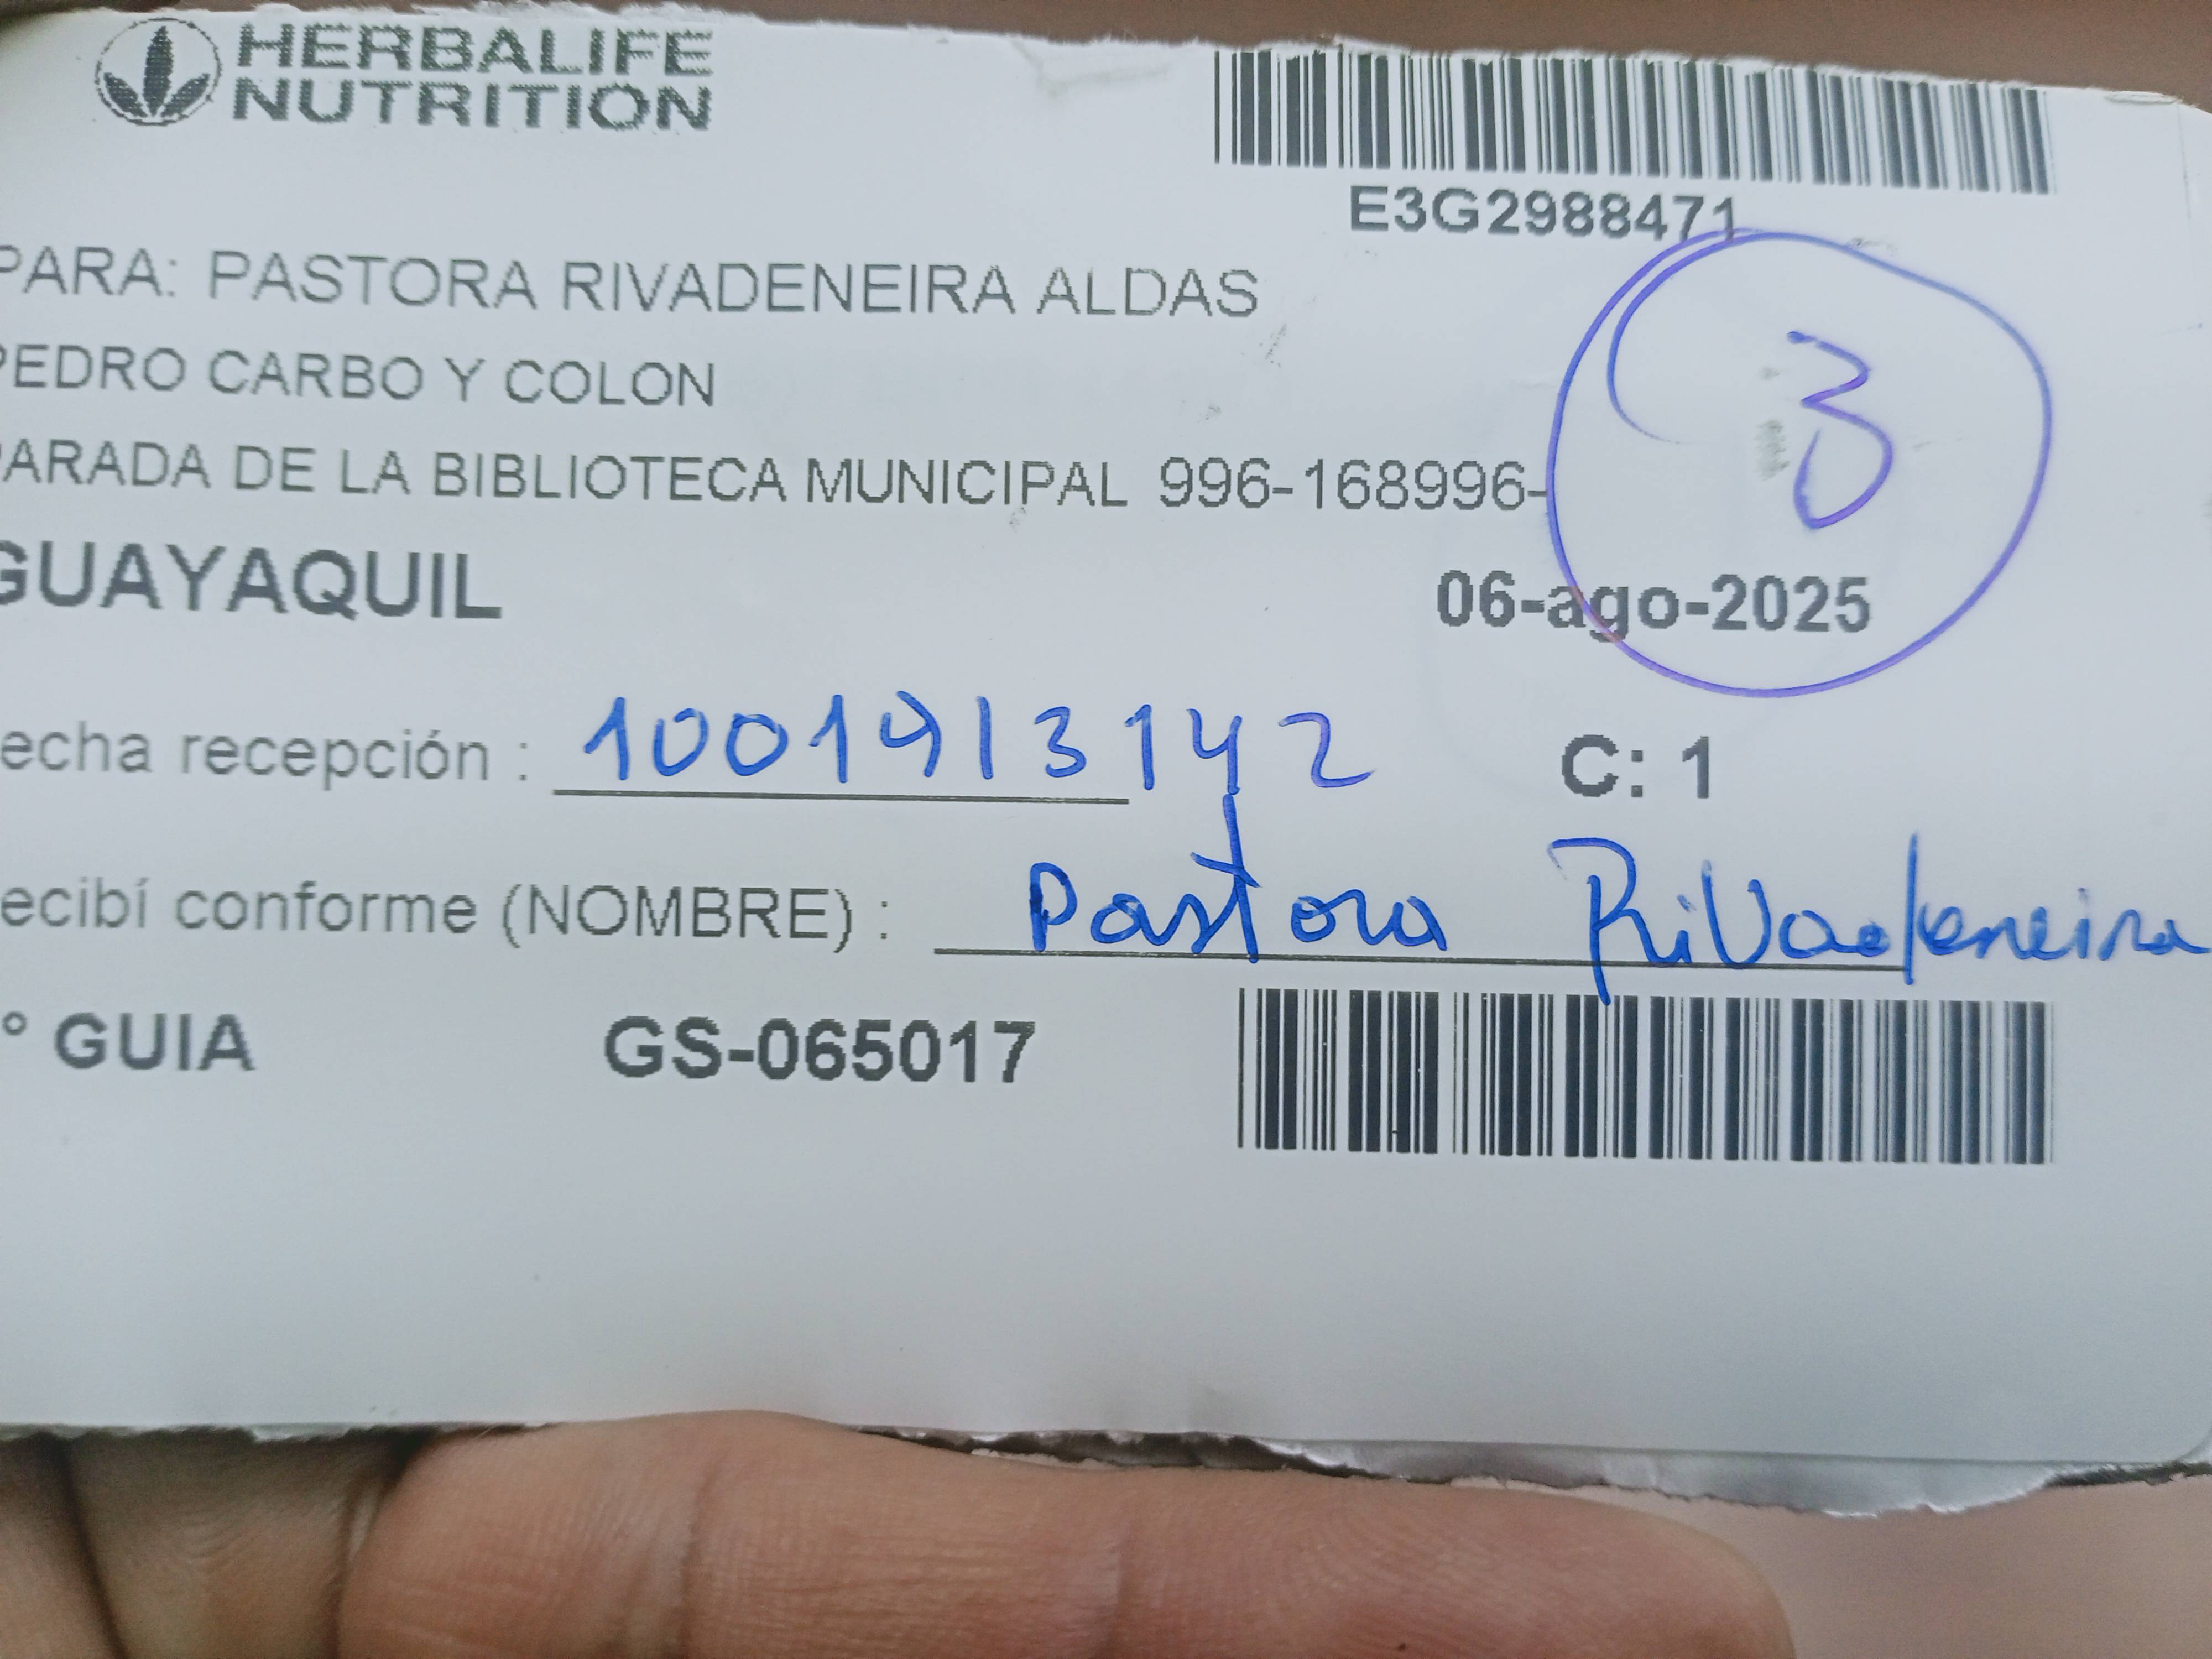 HERBALIFE
NUTRITION
E3G2988471
PARA: PASTORA RIVADENEIRA ALDAS
PEDRO CARBO Y COLON
PARADA DE LA BIBLIOTECA MUNICIPAL 996-168996-
3
GUAYAQUIL
06-ago-2025
echa recepción : 1001913142 C: 1
ecibí conforme (NOMBRE) : Pastora Rivadeneira
° GUIA GS-065017